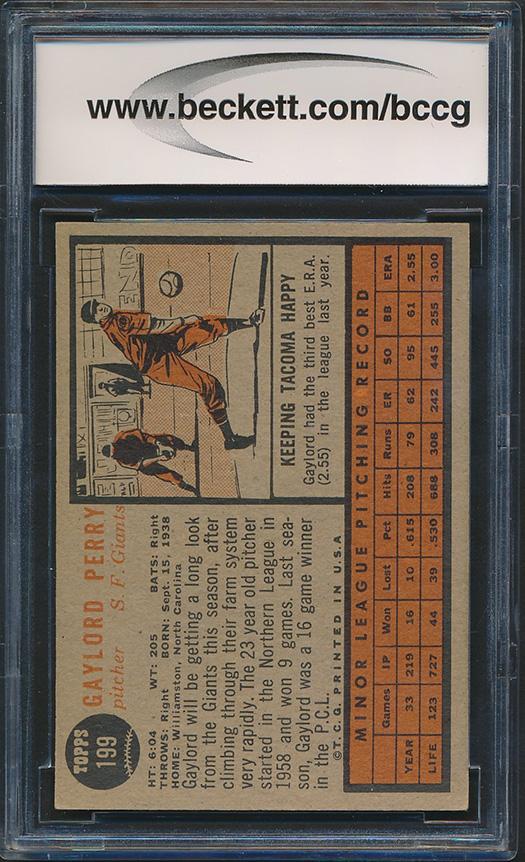 www.beckett.com/bccg
TOPPS
199
GAYLORD PERRY
pitcher S. F. Giants
HT: 6:04 WT: 205 BATS: Right
THROWS: Right BORN: Sept. 15, 1938
HOME: Williamston, North Carolina
Gaylord will be getting a long look
from the Giants this season, after
climbing through their farm system
very rapidly. The 23 year old pitcher
started in the Northern League in
1958 and won 9 games. Last sea-
son, Gaylord was a 16 game winner
in the P.C.L.
©T.C.G. PRINTED IN U.S.A
END
KEEPING TACOMA HAPPY
Gaylord had the third best E.R.A.
(2.55) in the league last year.
MINOR LEAGUE PITCHING RECORD
Games IP Won Lost Pct Hits Runs ER SO BB ERA
YEAR 33 219 16 10 .615 208 79 62 95 61 2.55
LIFE 123 727 44 39 .530 688 308 242 445 255 3.00